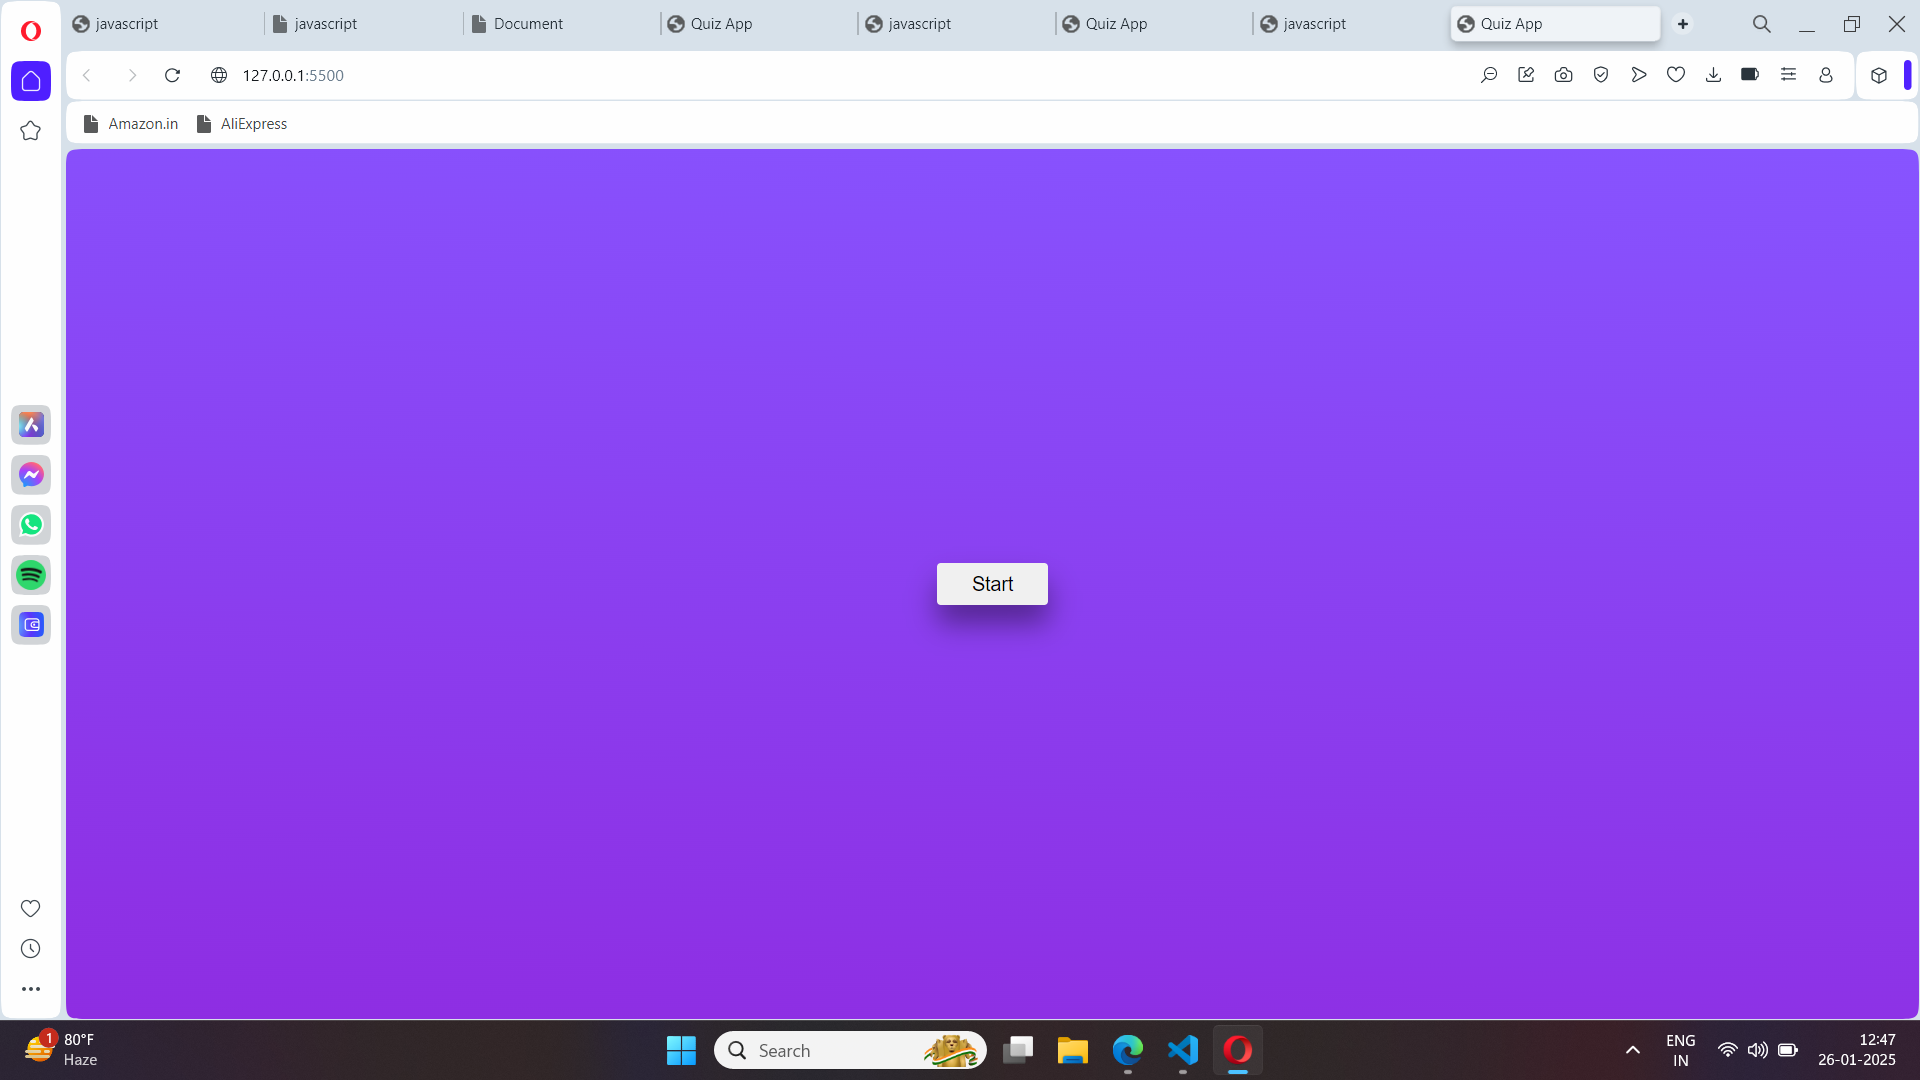 javascript
javascript
Document
Quiz App
javascript
Quiz App
javascript
Quiz App
127.0.0.1:5500
Amazon.in
AliExpress
Start
1
80°F
Haze
Search
ENG
IN
12:47
26-01-2025